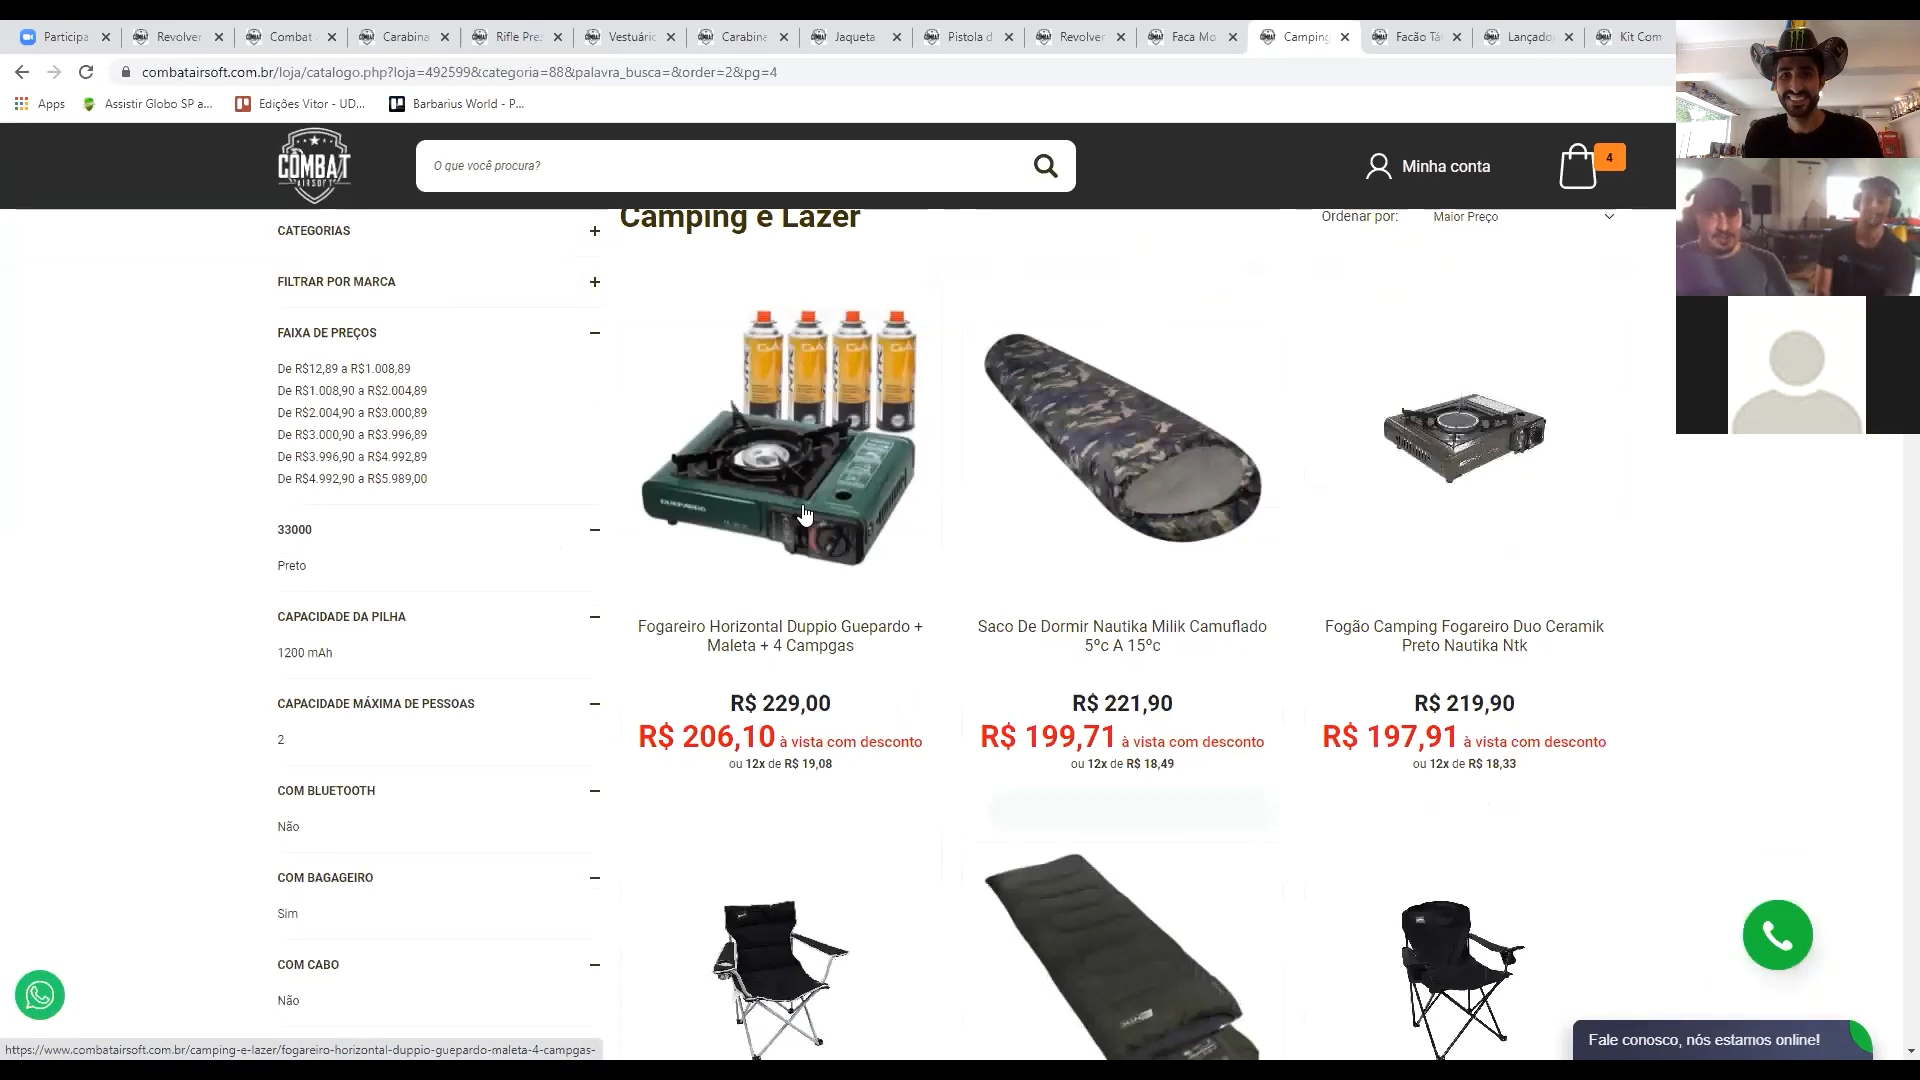 Participa
Revolver
Combat
Carabina
Rifle Pre
Vestuário
Carabina
Jaqueta
Pistola d
Revolver
Faca Mo
Camping
Facão Tá
Lançado
Kit Com
combatairsoft.com.br/loja/catalogo.php?loja=492599&categoria=88&palavra_busca=&order=2&pg=4
Apps
Assistir Globo SP a...
Edições Vitor - UD...
Barbarius World - P...
COMBAT
AIRSOFT
O que você procura?
Minha conta
4
CATEGORIAS
Camping e Lazer
Ordenar por:
Maior Preço
FILTRAR POR MARCA
FAIXA DE PREÇOS
De R$12,89 a R$1.008,89
De R$1.008,90 a R$2.004,89
De R$2.004,90 a R$3.000,89
De R$3.000,90 a R$3.996,89
De R$3.996,90 a R$4.992,89
De R$4.992,90 a R$5.989,00
33000
Preto
CAPACIDADE DA PILHA
1200 mAh
CAPACIDADE MÁXIMA DE PESSOAS
2
COM BLUETOOTH
Não
COM BAGAGEIRO
Sim
COM CABO
Não
GUEPARDO
Fogareiro Horizontal Duppio Guepardo +
Maleta + 4 Campgas
R$ 229,00
R$ 206,10 à vista com desconto
ou 12x de R$ 19,08
Saco De Dormir Nautika Milik Camuflado
5ºc A 15ºc
R$ 221,90
R$ 199,71 à vista com desconto
ou 12x de R$ 18,49
Fogão Camping Fogareiro Duo Ceramik
Preto Nautika Ntk
R$ 219,90
R$ 197,91 à vista com desconto
ou 12x de R$ 18,33
Fale conosco, nós estamos online!
https://www.combatairsoft.com.br/camping-e-lazer/fogareiro-horizontal-duppio-guepardo-maleta-4-campgas-